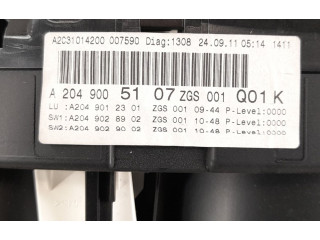 A2C31014200 007590 Diag:1308 24.09.11 05:14 1411
A 204 900 51 07 ZGS 001 Q01 K
LU :A204 901 23 01 ZGS 001 09-44 P-Level:0000
SW1:A204 902 89 02 ZGS 001 10-48 P-Level:0000
SW2:A204 902 90 02 ZGS 001 10-48 P-Level:0000